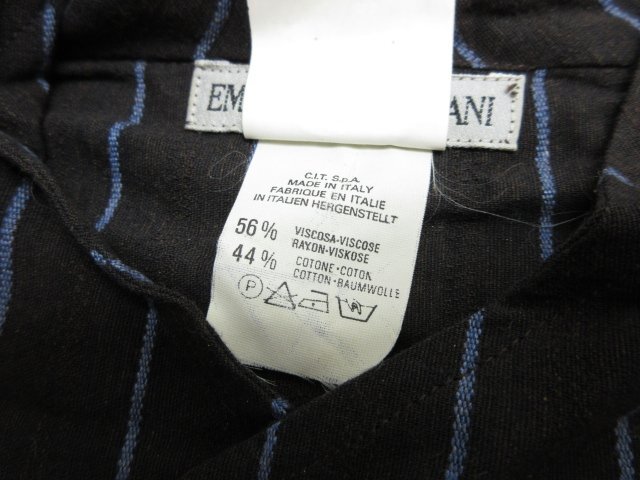 EM ANI
C.I.T. S.p.A.
MADE IN ITALY
FABRIQUE EN ITALIE
IN ITALIEN HERGENSTELLT
56% VISCOSA-VISCOSE
RAYON-VISKOSE
44% COTONE-COTON
COTTON-BAUMWOLLE
P